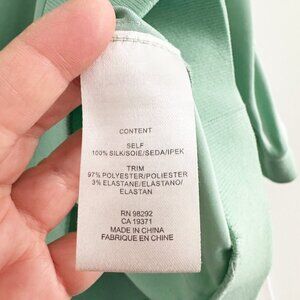 CONTENT
SELF
100% SILK/SOIE/SEDA/IPEK
TRIM
97% POLYESTER/POLIESTER/
3% ELASTANE/ELASTANO/
ELASTAN
RN 98292
CA 19371
MADE IN CHINA
FABRIQUE EN CHINE